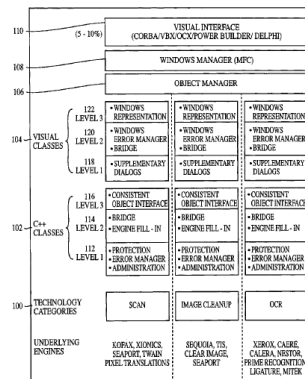 110
(5 - 10%)
VISUAL INTERFACE
(CORBA/VBX/OCX/POWER BUILDER/ DELPHI)
108
WINDOWS MANAGER (MFC)
106
OBJECT MANAGER
104
VISUAL CLASSES
122 LEVEL 3
• WINDOWS REPRESENTATION
• WINDOWS REPRESENTATION
• WINDOWS REPRESENTATION
120 LEVEL 2
• WINDOWS ERROR MANAGER
• BRIDGE
• WINDOWS ERROR MANAGER
• BRIDGE
• WINDOWS ERROR MANAGER
• BRIDGE
118 LEVEL 1
• SUPPLEMENTARY DIALOGS
• SUPPLEMENTARY DIALOGS
• SUPPLEMENTARY DIALOGS
102
C++ CLASSES
116 LEVEL 3
• CONSISTENT OBJECT INTERFACE
• CONSISTENT OBJECT INTERFACE
• CONSISTENT OBJECT INTERFACE
114 LEVEL 2
• BRIDGE
• ENGINE FILL - IN
• BRIDGE
• ENGINE FILL - IN
• BRIDGE
• ENGINE FILL - IN
112 LEVEL 1
• PROTECTION
• ERROR MANAGER
• ADMINISTRATION
• PROTECTION
• ERROR MANAGER
• ADMINISTRATION
• PROTECTION
• ERROR MANAGER
• ADMINISTRATION
100
TECHNOLOGY CATEGORIES
SCAN
IMAGE CLEANUP
OCR
UNDERLYING ENGINES
KOFAX, XIONICS, SEAPORT, TWAIN PIXEL TRANSLATIONS
SEQUOIA, TIS, CLEAR IMAGE, SEAPORT
XEROX, CAERE, CALERA, NESTOR, PRIME RECOGNITION LIGATURE, MITEK